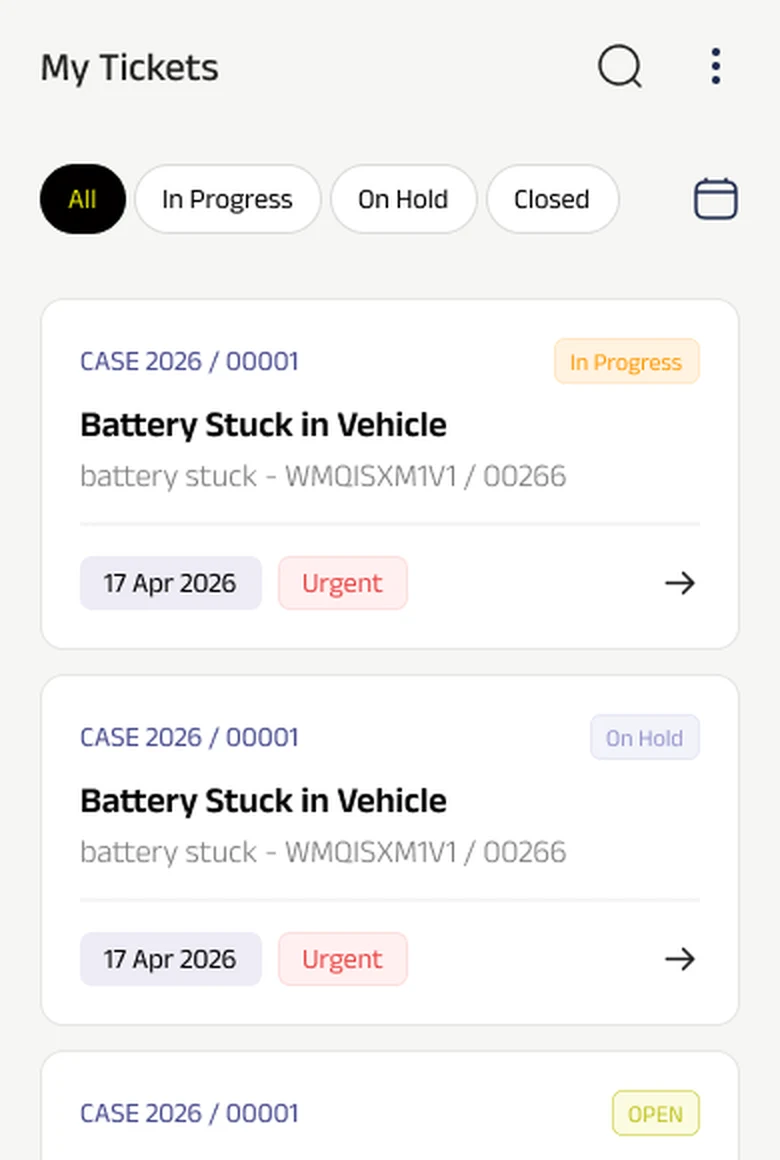 My Tickets
All In Progress On Hold Closed
CASE 2026 / 00001 In Progress
Battery Stuck in Vehicle
battery stuck - WMQISXM1V1 / 00266
17 Apr 2026 Urgent
CASE 2026 / 00001 On Hold
Battery Stuck in Vehicle
battery stuck - WMQISXM1V1 / 00266
17 Apr 2026 Urgent
CASE 2026 / 00001 OPEN